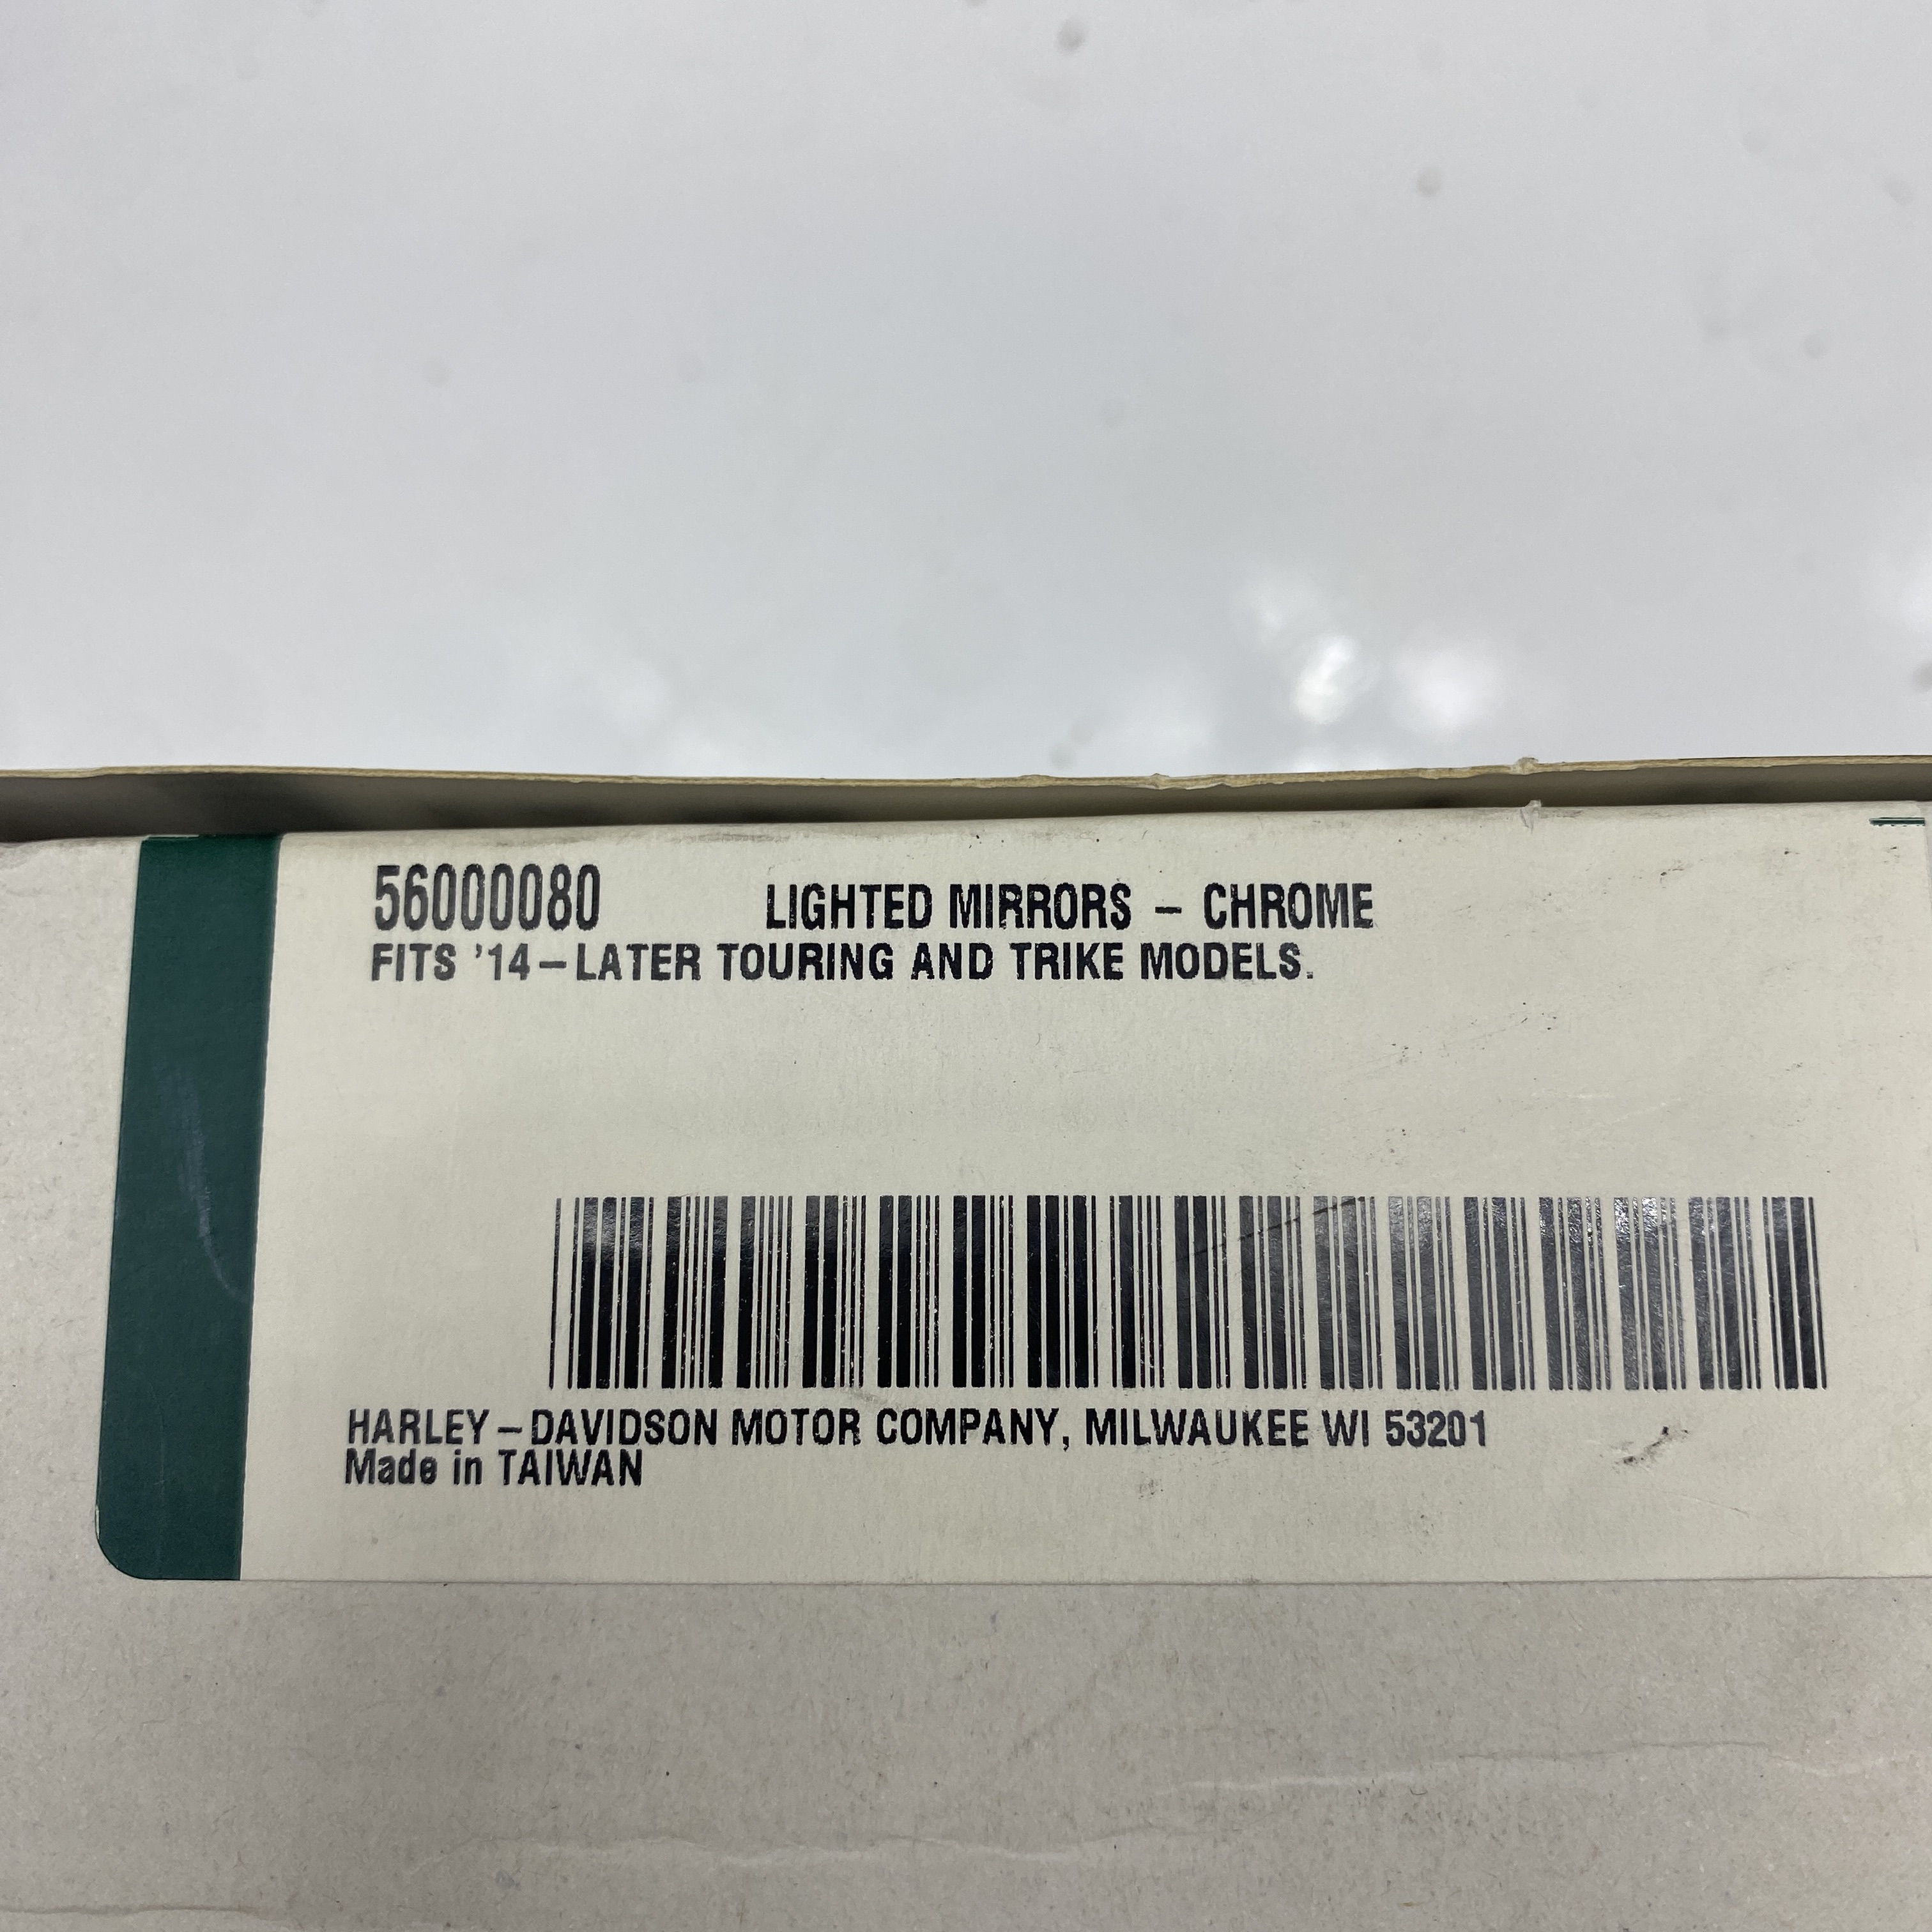 56000080 LIGHTED MIRRORS – CHROME
FITS '14–LATER TOURING AND TRIKE MODELS.
HARLEY–DAVIDSON MOTOR COMPANY, MILWAUKEE WI 53201
Made in TAIWAN